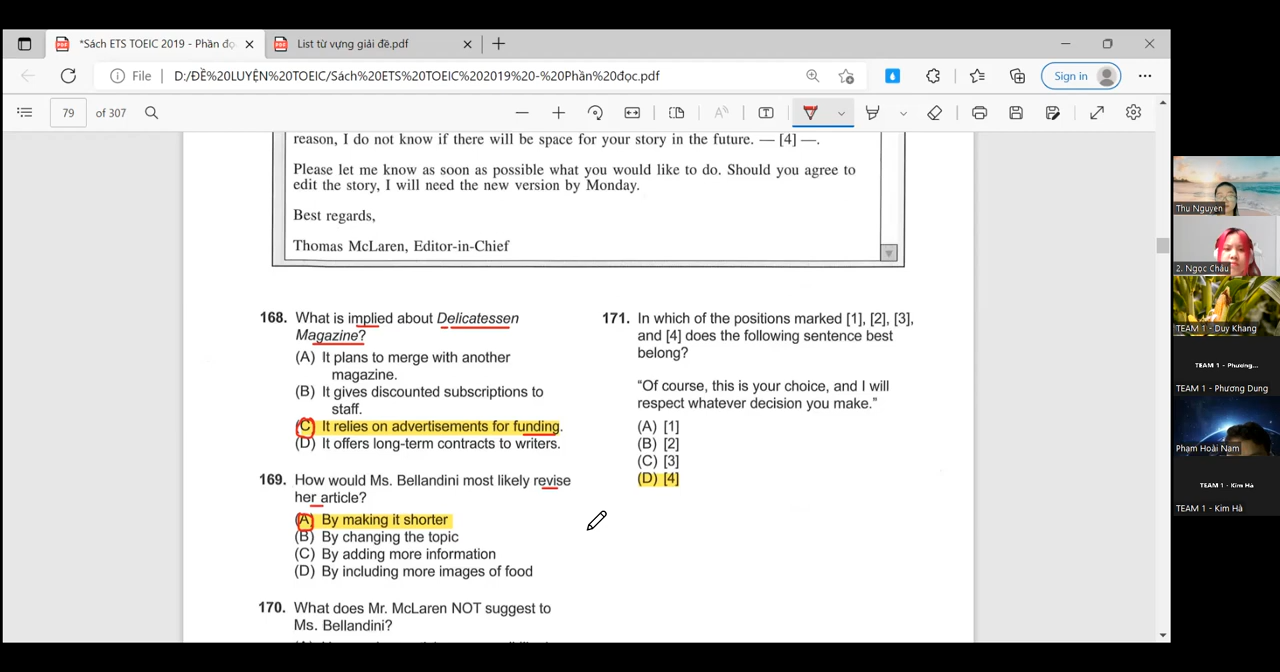 *Sách ETS TOEIC 2019 - Phần đọ
List từ vựng giải đề.pdf
File
D:/ĐỀ%20LUYỆN%20TOEIC/Sách%20ETS%20TOEIC%202019%20-%20Phần%20đọc.pdf
Sign in
79 of 307
reason, I do not know if there will be space for your story in the future. — [4] —.
Please let me know as soon as possible what you would like to do. Should you agree to
edit the story, I will need the new version by Monday.
Best regards,
Thomas McLaren, Editor-in-Chief
168. What is implied about Delicatessen
Magazine?
(A) It plans to merge with another
magazine.
(B) It gives discounted subscriptions to
staff.
(C) It relies on advertisements for funding.
(D) It offers long-term contracts to writers.
169. How would Ms. Bellandini most likely revise
her article?
(A) By making it shorter
(B) By changing the topic
(C) By adding more information
(D) By including more images of food
170. What does Mr. McLaren NOT suggest to
Ms. Bellandini?
171. In which of the positions marked [1], [2], [3],
and [4] does the following sentence best
belong?
"Of course, this is your choice, and I will
respect whatever decision you make."
(A) [1]
(B) [2]
(C) [3]
(D) [4]
Thu Nguyen
2. Ngọc Châu
TEAM 1 - Duy Khang
TEAM 1 - Phương...
TEAM 1 - Phương Dung
Phạm Hoài Nam
TEAM 1 - Kim Hà
TEAM 1 - Kim Hà